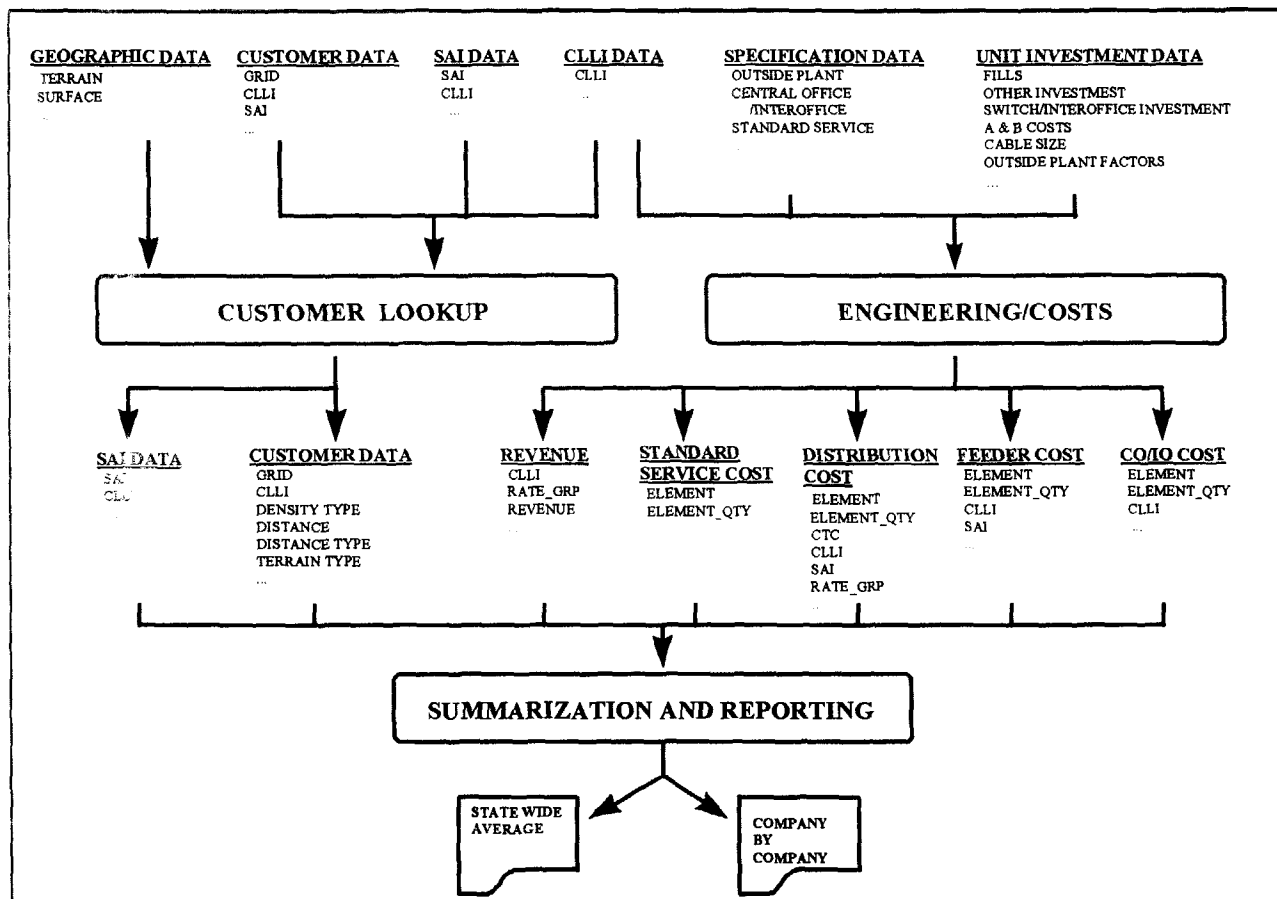 GEOGRAPHIC DATA
TERRAIN
SURFACE
...
CUSTOMER DATA
GRID
CLLI
SAI
...
SAI DATA
SAI
CLLI
...
CLLI DATA
CLLI
...
SPECIFICATION DATA
OUTSIDE PLANT
CENTRAL OFFICE
/INTEROFFICE
STANDARD SERVICE
UNIT INVESTMENT DATA
FILLS
OTHER INVESTMEST
SWITCH/INTEROFFICE INVESTMENT
A & B COSTS
CABLE SIZE
OUTSIDE PLANT FACTORS
...
CUSTOMER LOOKUP
ENGINEERING/COSTS
SAI DATA
CUSTOMER DATA
GRID
CLLI
DENSITY TYPE
DISTANCE
DISTANCE TYPE
TERRAIN TYPE
...
REVENUE
CLLI
RATE_GRP
REVENUE
...
STANDARD
SERVICE COST
ELEMENT
ELEMENT_QTY
DISTRIBUTION
COST
ELEMENT
ELEMENT_QTY
CTC
CLLI
SAI
RATE_GRP
...
FEEDER COST
ELEMENT
ELEMENT_QTY
CLLI
SAI
...
CO/IO COST
ELEMENT
ELEMENT_QTY
CLLI
...
SUMMARIZATION AND REPORTING
STATE WIDE
AVERAGE
COMPANY
BY
COMPANY